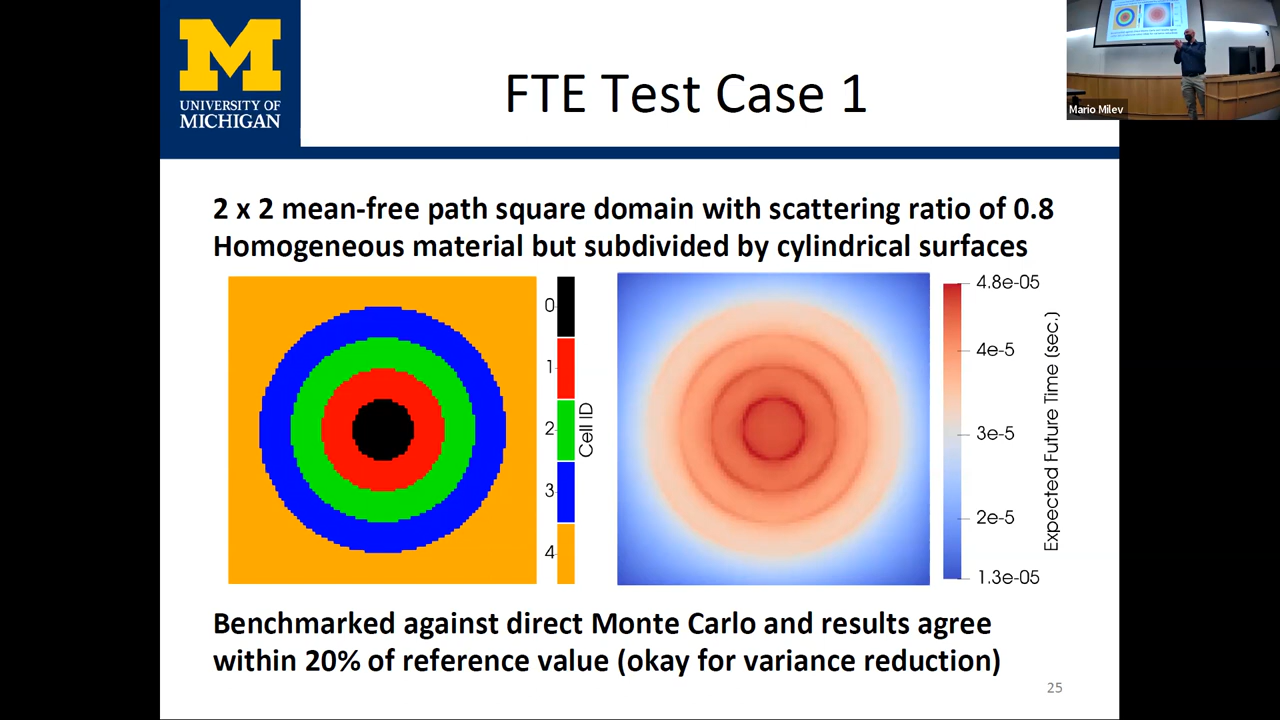 UNIVERSITY OF
MICHIGAN
FTE Test Case 1
Mario Milev
2 x 2 mean-free path square domain with scattering ratio of 0.8
Homogeneous material but subdivided by cylindrical surfaces
0
1
2
3
4
Cell ID
4.8e-05
4e-5
3e-5
2e-5
1.3e-05
Expected Future Time (sec.)
Benchmarked against direct Monte Carlo and results agree
within 20% of reference value (okay for variance reduction)
25